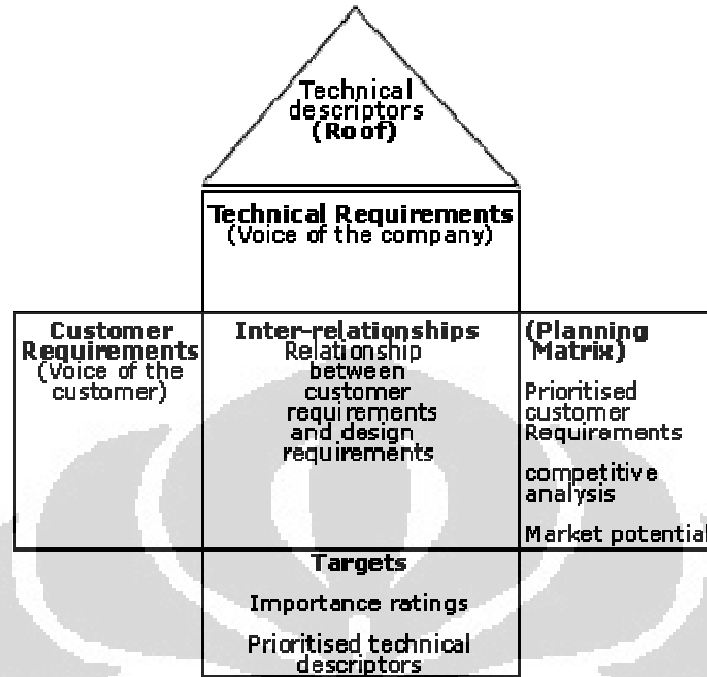 Technical
descriptors
(Roof)
Technical Requirements
(Voice of the company)
Customer
Requirements
(Voice of the
customer)
Inter-relationships
Relationship
between
customer
requirements
and design
requirements
(Planning
Matrix)
Prioritised
customer
Requirements
competitive
analysis
Market potential
Targets
Importance ratings
Prioritised technical
descriptors